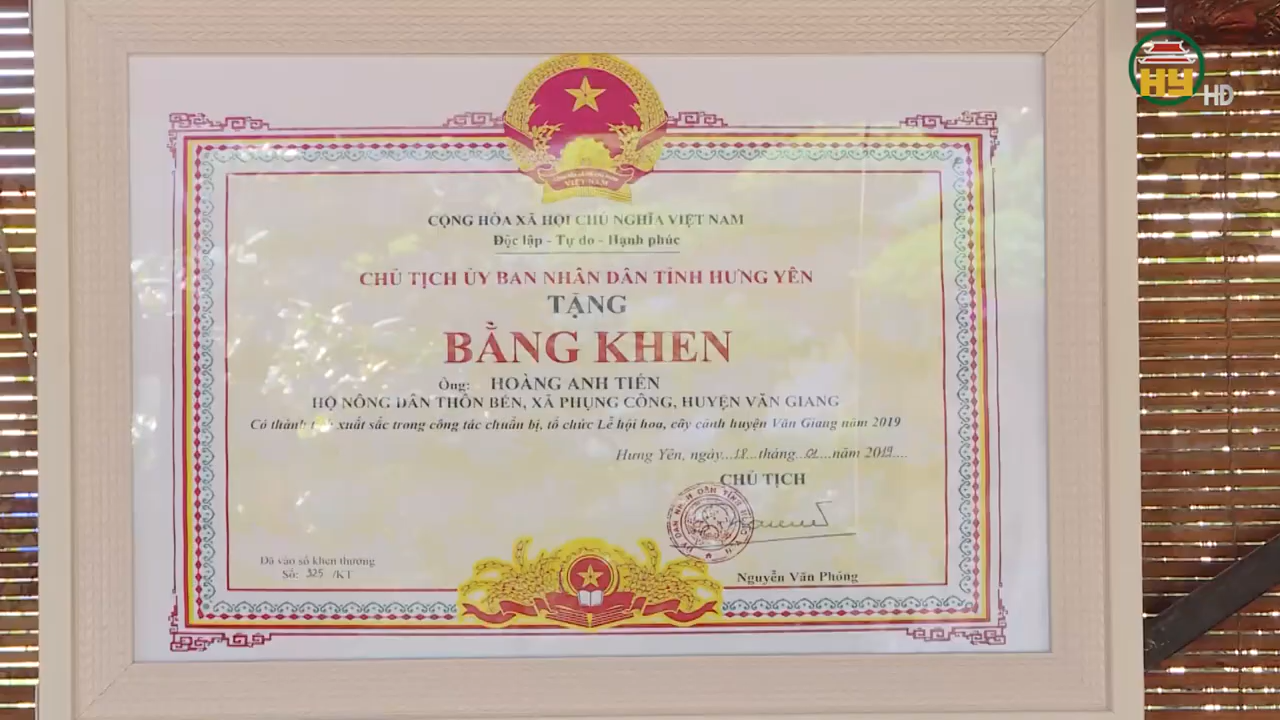 HY HD
VIỆT NAM
CỘNG HÒA XÃ HỘI CHỦ NGHĨA VIỆT NAM
Độc lập - Tự do - Hạnh phúc
CHỦ TỊCH ỦY BAN NHÂN DÂN TỈNH HƯNG YÊN
TẶNG
BẰNG KHEN
Ông: HOÀNG ANH TIẾN
HỘ NÔNG DÂN THÔN BẾN, XÃ PHỤNG CÔNG, HUYỆN VĂN GIANG
Có thành tích xuất sắc trong công tác chuẩn bị, tổ chức Lễ hội hoa, cây cảnh huyện Văn Giang năm 2019
Hưng Yên, ngày...18...tháng...01...năm 2019....
CHỦ TỊCH
Đã vào sổ khen thưởng
Số: 325 /KT
Nguyễn Văn Phóng